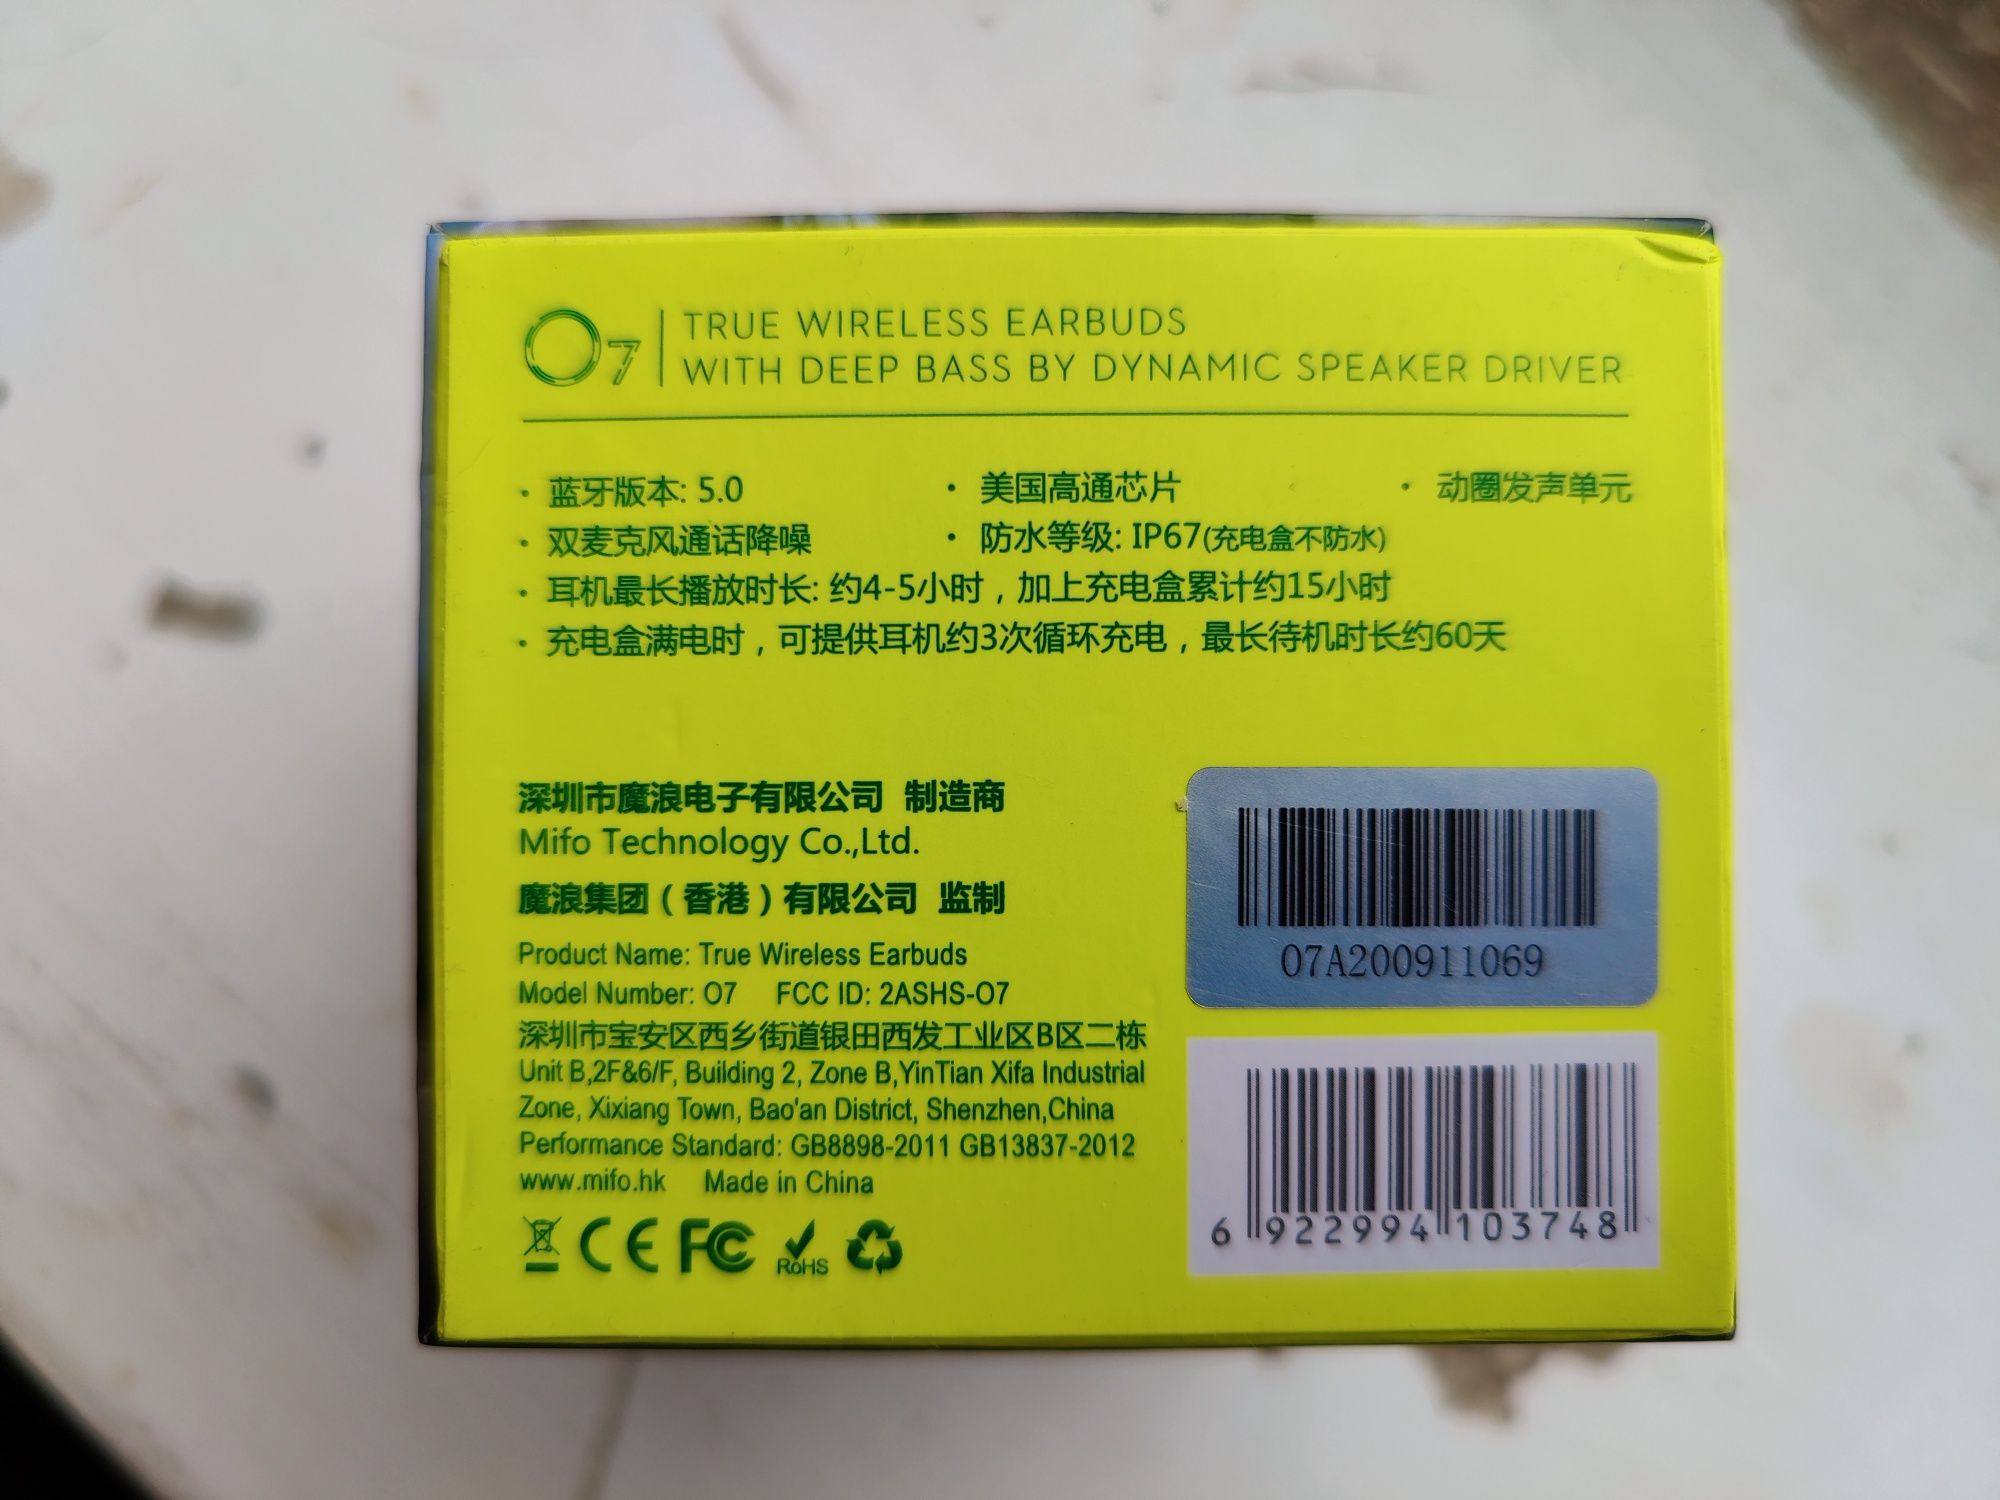 O7 TRUE WIRELESS EARBUDS
WITH DEEP BASS BY DYNAMIC SPEAKER DRIVER
· 蓝牙版本: 5.0 · 美国高通芯片 · 动圈发声单元
· 双麦克风通话降噪 · 防水等级: IP67(充电盒不防水)
· 耳机最长播放时长: 约4-5小时，加上充电盒累计约15小时
· 充电盒满电时，可提供耳机约3次循环充电，最长待机时长约60天
深圳市魔浪电子有限公司 制造商
Mifo Technology Co.,Ltd.
魔浪集团（香港）有限公司 监制
Product Name: True Wireless Earbuds
Model Number: O7 FCC ID: 2ASHS-O7
深圳市宝安区西乡街道银田西发工业区B区二栋
Unit B,2F&6/F, Building 2, Zone B,YinTian Xifa Industrial
Zone, Xixiang Town, Bao'an District, Shenzhen,China
Performance Standard: GB8898-2011 GB13837-2012
www.mifo.hk Made in China
CE FC RoHS
O7A200911069
6 922994 103748